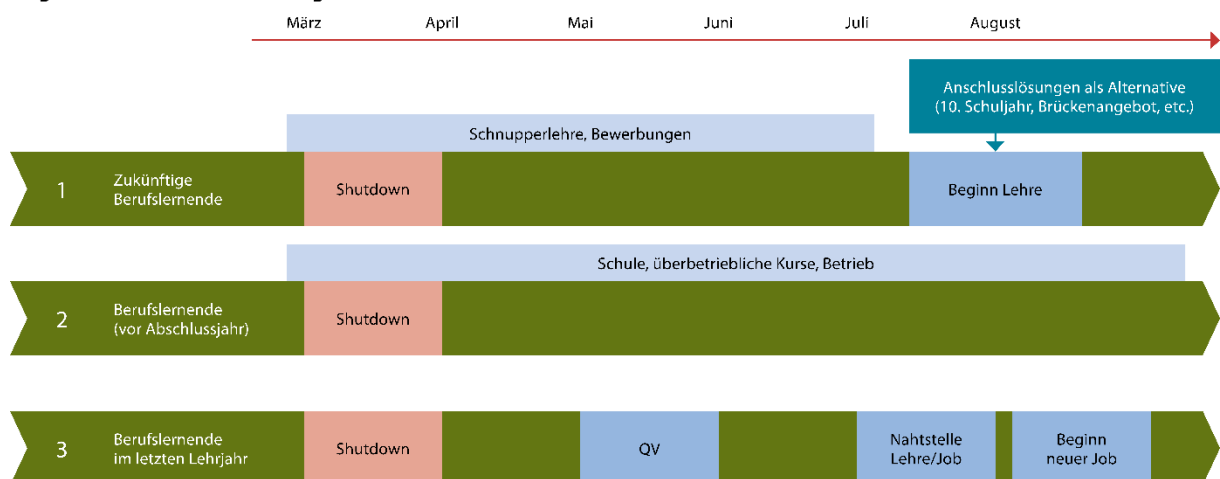 März April Mai Juni Juli August
Anschlusslösungen als Alternative
(10. Schuljahr, Brückenangebot, etc.)
Schnupperlehre, Bewerbungen
1 Zukünftige
Berufslernende
Shutdown
Beginn Lehre
Schule, überbetriebliche Kurse, Betrieb
2 Berufslernende
(vor Abschlussjahr)
Shutdown
3 Berufslernende
im letzten Lehrjahr
Shutdown
QV
Nahtstelle
Lehre/Job
Beginn
neuer Job